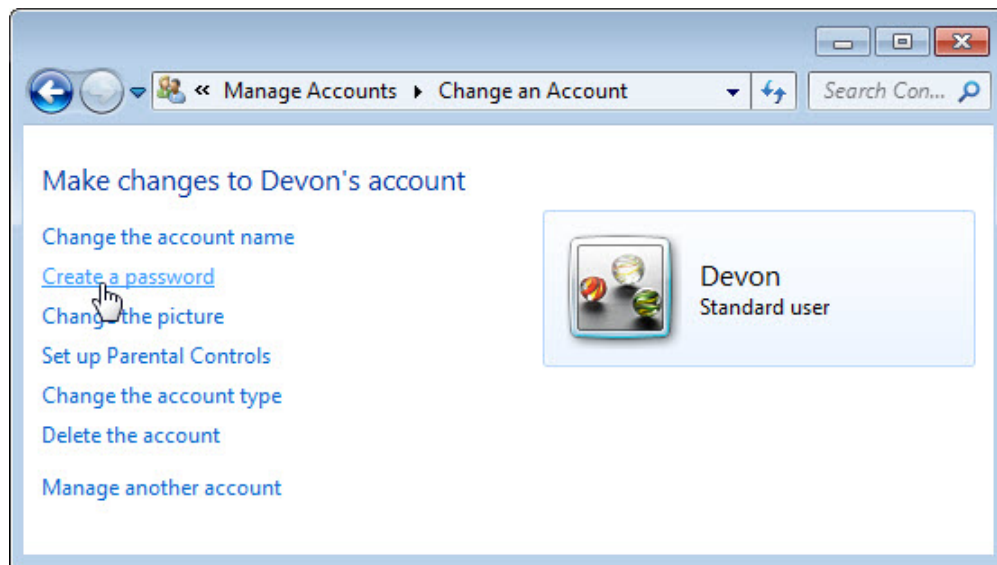 « Manage Accounts ▸ Change an Account
Search Con...
Make changes to Devon's account
Change the account name
Create a password
Change the picture
Set up Parental Controls
Change the account type
Delete the account
Manage another account
Devon
Standard user